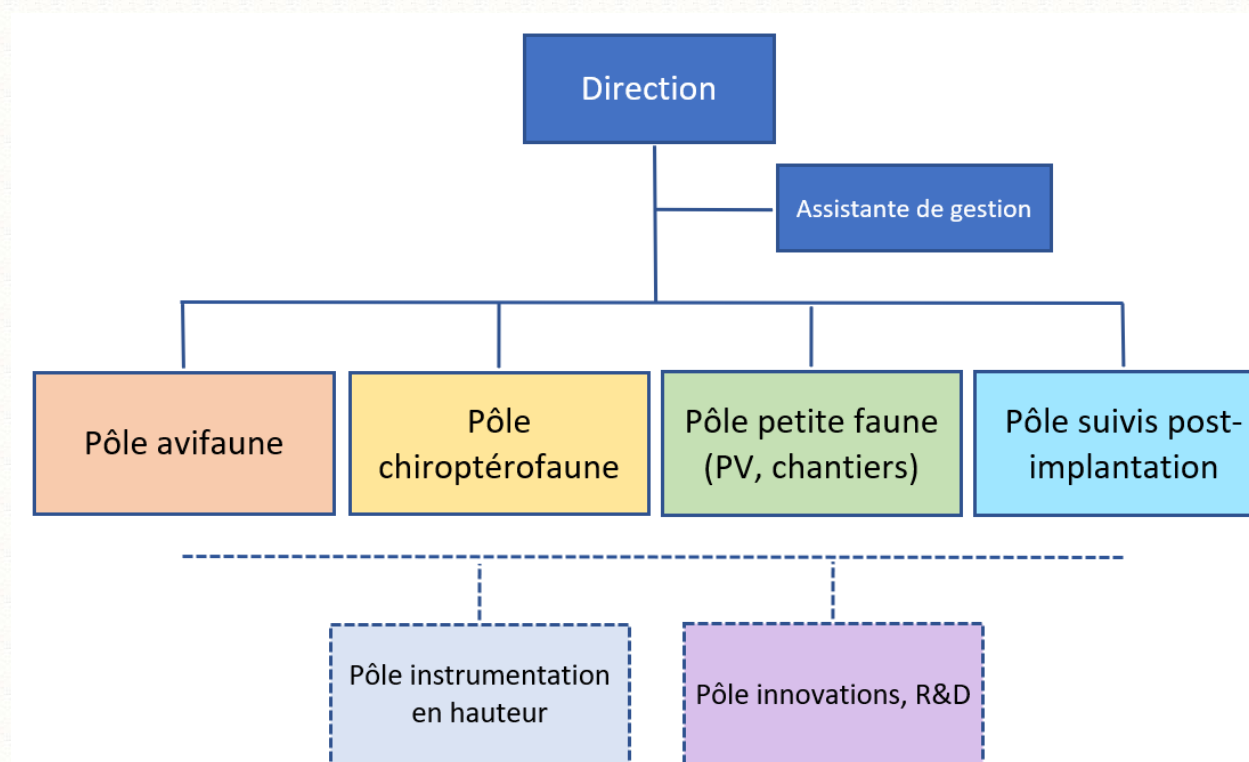 Direction
Assistante de gestion
Pôle avifaune
Pôle
chiroptérofaune
Pôle petite faune
(PV, chantiers)
Pôle suivis post-
implantation
Pôle instrumentation
en hauteur
Pôle innovations, R&D